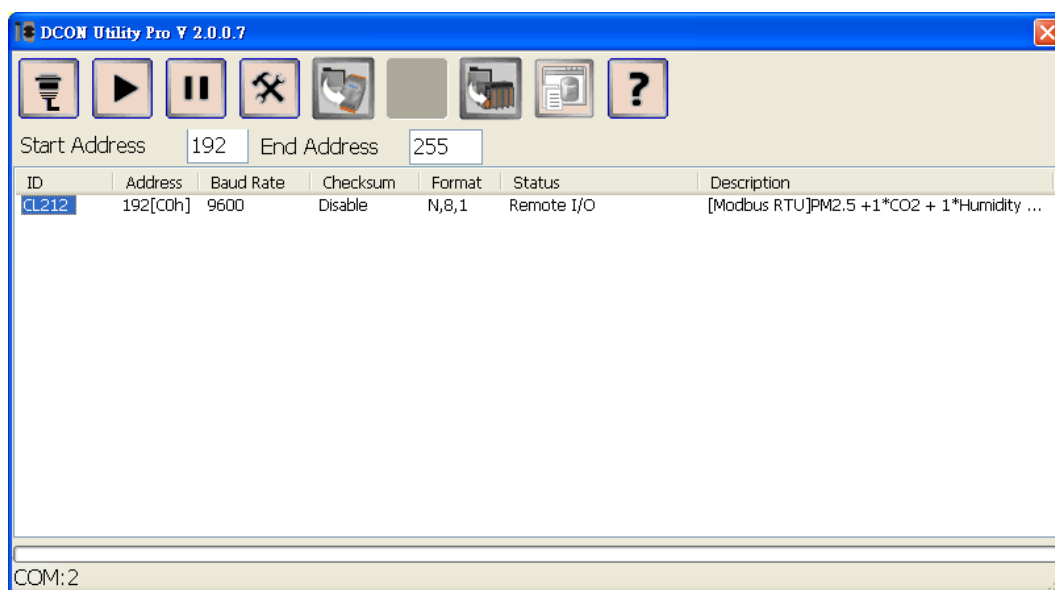 DCON Utility Pro V 2.0.0.7
?
Start Address 192 End Address 255
ID Address Baud Rate Checksum Format Status Description
CL212 192[C0h] 9600 Disable N,8,1 Remote I/O [Modbus RTU]PM2.5 +1*CO2 + 1*Humidity ...
COM:2